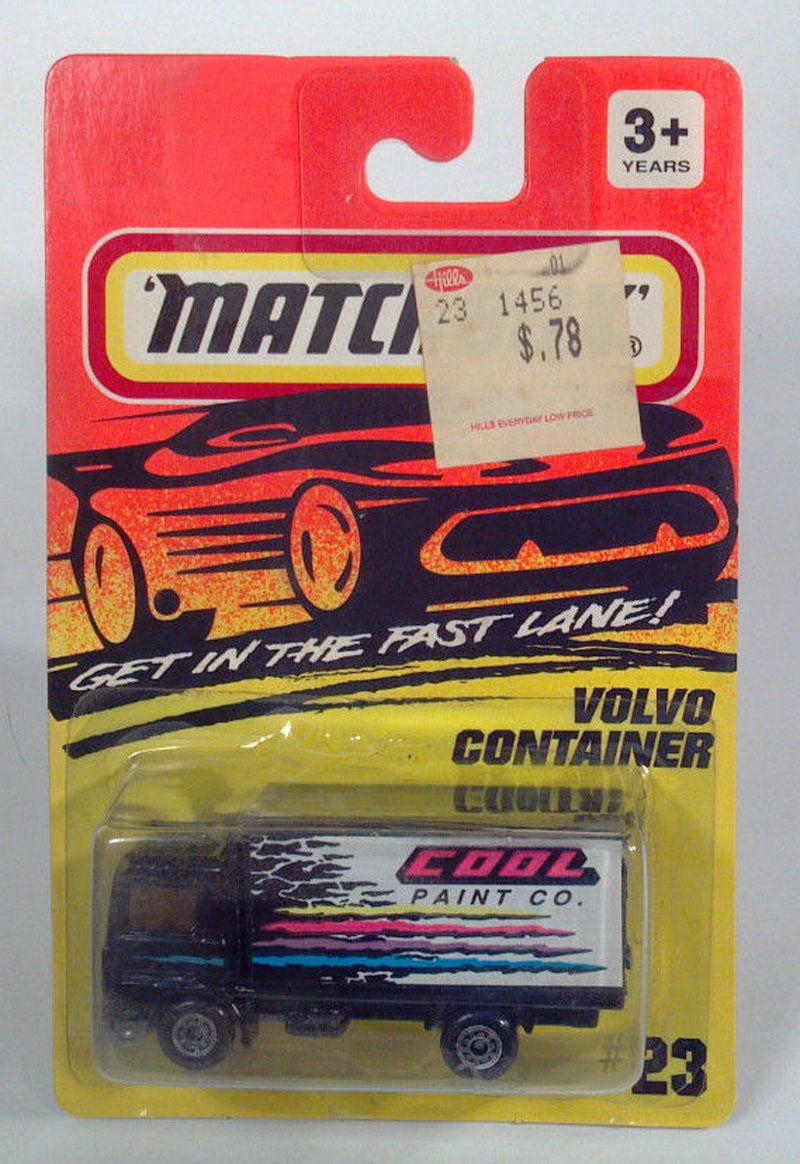 3+
YEARS
Hills
01
23 1456
$.78
HILLS EVERYDAY LOW PRICE
"MATCH
®
GET IN THE FAST LANE!
VOLVO
CONTAINER
COOL
PAINT CO.
#23